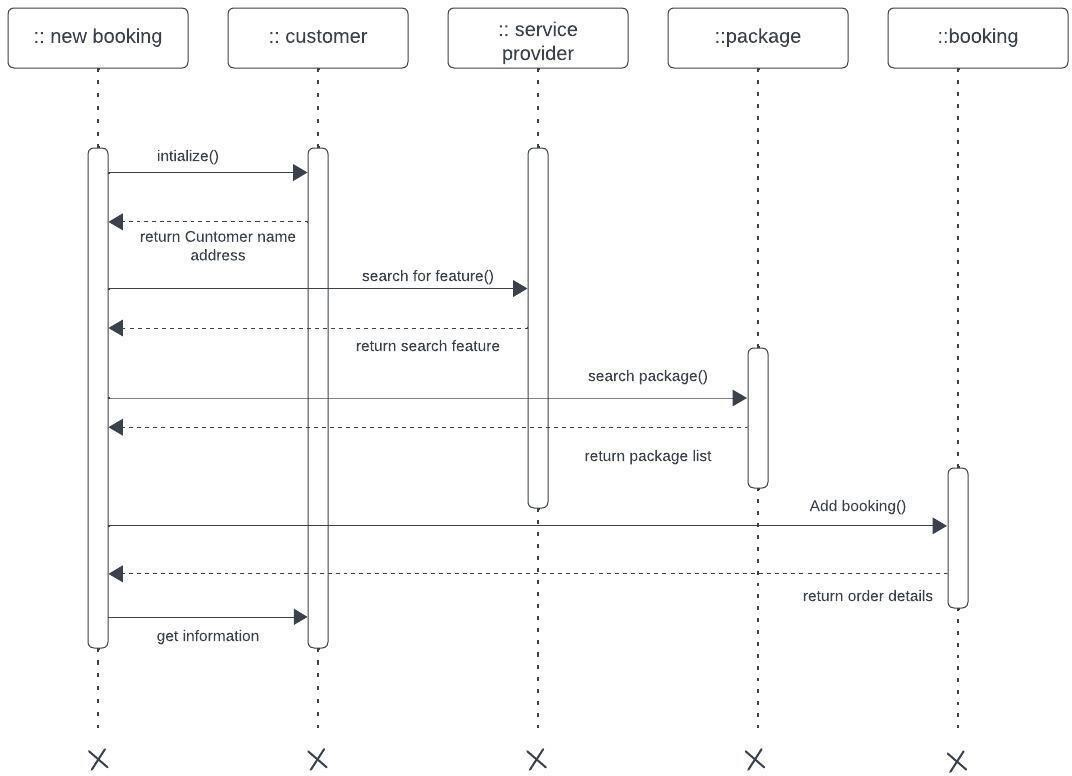 :: new booking
:: customer
:: service
provider
::package
::booking
intialize()
return Cuntomer name
address
search for feature()
return search feature
search package()
return package list
Add booking()
return order details
get information